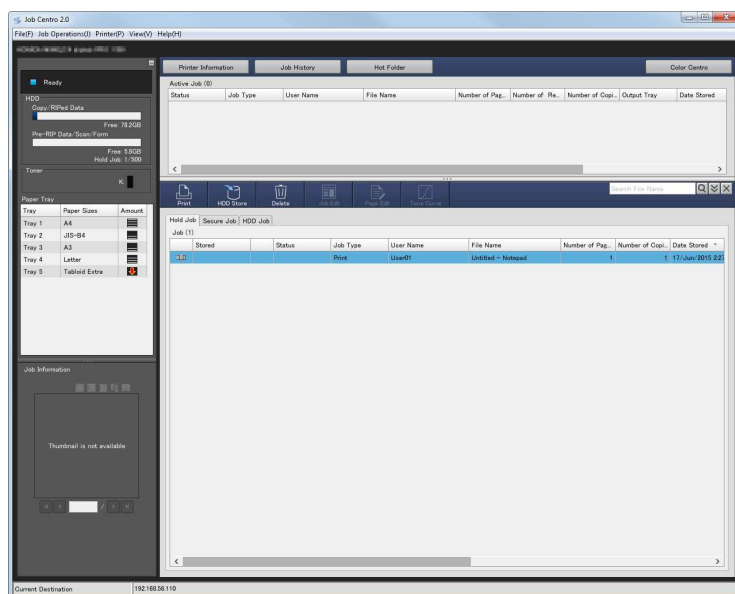 Job Centro 2.0
File(F) Job Operations(J) Printer(P) View(V) Help(H)
Ready
HDD
Copy/RIPed Data
Free: 78.2GB
Pre-RIP Data/Scan/Form
Free: 5.8GB
Hold Job: 1/500
Toner
K:
Paper Tray
Tray Paper Sizes Amount
Tray 1 A4
Tray 2 JIS-B4
Tray 3 A3
Tray 4 Letter
Tray 5 Tabloid Extra
Job Information
Thumbnail is not available
/
Printer Information Job History Hot Folder Color Centro
Active Job (0)
Status Job Type User Name File Name Number of Pag... Number of Re... Number of Copi... Output Tray Date Stored
Print HDD Store Delete Job Edit Page Edit Tone Curve Search File Name
Hold Job Secure Job HDD Job
Job (1)
Stored Status Job Type User Name File Name Number of Pag... Number of Copi... Date Stored
Print User01 Untitled - Notepad 1 1 17/Jun/2015 2:27
Current Destination 192.168.56.110